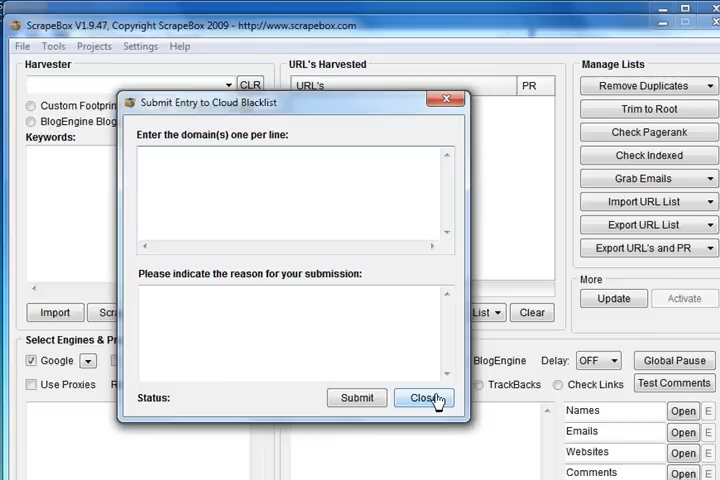 ScrapeBox V1.9.47, Copyright ScrapeBox 2009 - http://www.scrapebox.com
File Tools Projects Settings Help
Harvester
URL's Harvested
Manage Lists
CLR
URL's PR
Remove Duplicates
Custom Footprin
Trim to Root
BlogEngine Blog
Check Pagerank
Keywords:
Check Indexed
Grab Emails
Import URL List
Export URL List
Export URL's and PR
More
Update Activate
Submit Entry to Cloud Blacklist
Enter the domain(s) one per line:
Please indicate the reason for your submission:
Status: Submit Clos
Import Scra List Clear
Select Engines & Pr
Google
BlogEngine Delay: OFF Global Pause
Use Proxies R
TrackBacks Check Links Test Comments
Names Open E
Emails Open E
Websites Open E
Comments Open E